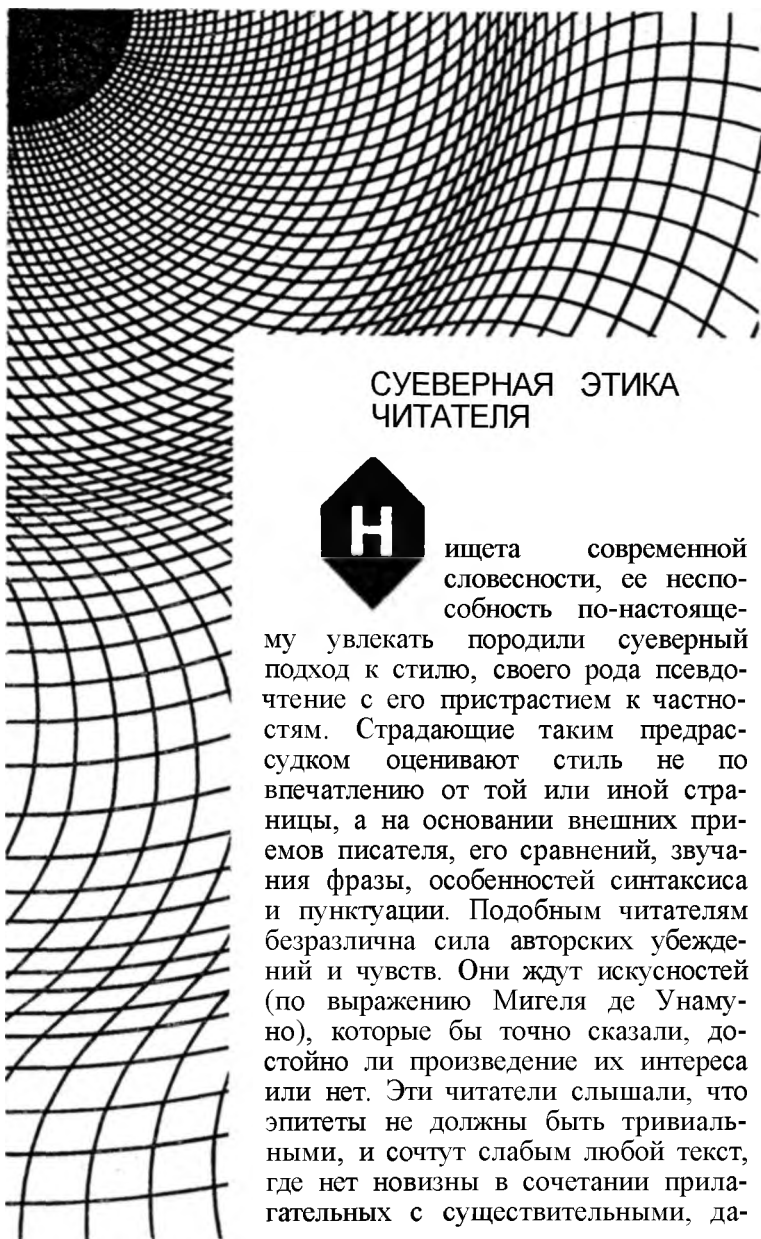 СУЕВЕРНАЯ ЭТИКА
ЧИТАТЕЛЯ
Нищета современной
словесности, ее неспо-
собность по-настояще-
му увлекать породили суеверный
подход к стилю, своего рода псевдо-
чтение с его пристрастием к частно-
стям. Страдающие таким предрас-
судком оценивают стиль не по
впечатлению от той или иной стра-
ницы, а на основании внешних при-
емов писателя, его сравнений, звуча-
ния фразы, особенностей синтаксиса
и пунктуации. Подобным читателям
безразлична сила авторских убежде-
ний и чувств. Они ждут искусностей
(по выражению Мигеля де Унаму-
но), которые бы точно сказали, до-
стойно ли произведение их интереса
или нет. Эти читатели слышали, что
эпитеты не должны быть тривиаль-
ными, и сочтут слабым любой текст,
где нет новизны в сочетании прила-
гательных с существительными, да-